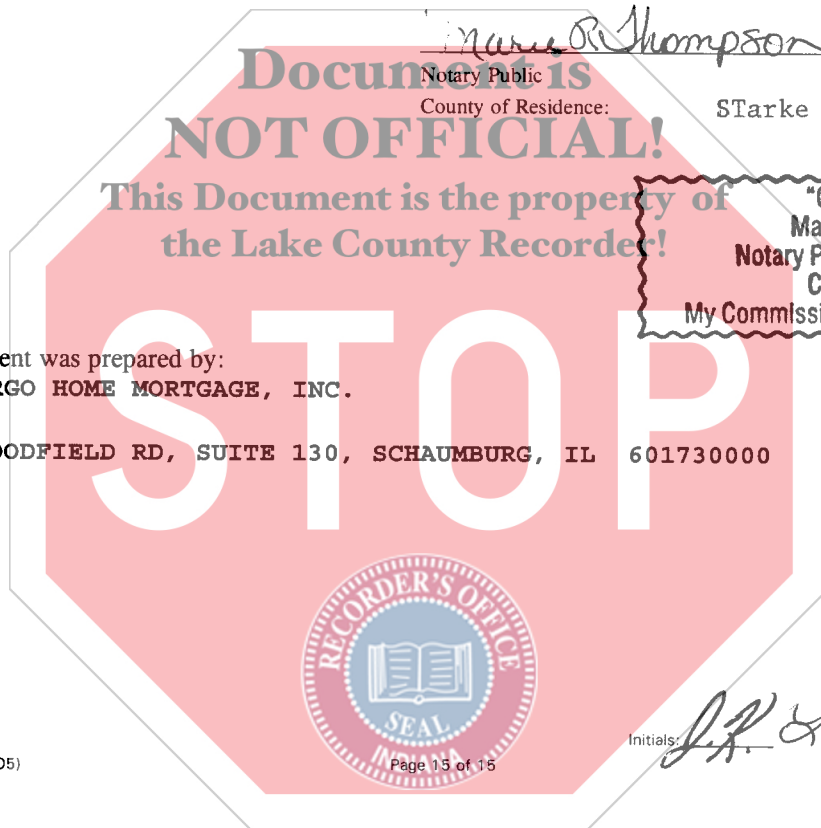 Marie R. Thompson
Document is
Notary Public
County of Residence: STarke
NOT OFFICIAL!
This Document is the property of
the Lake County Recorder!
Ma
Notary P
C
My Commissi
ent was prepared by:
RGO HOME MORTGAGE, INC.
OODFIELD RD, SUITE 130, SCHAUMBURG, IL 601730000
STOP
RECORDER'S OFFICE
SEAL
INDIANA
Initials: J.R.
05)
Page 15 of 15